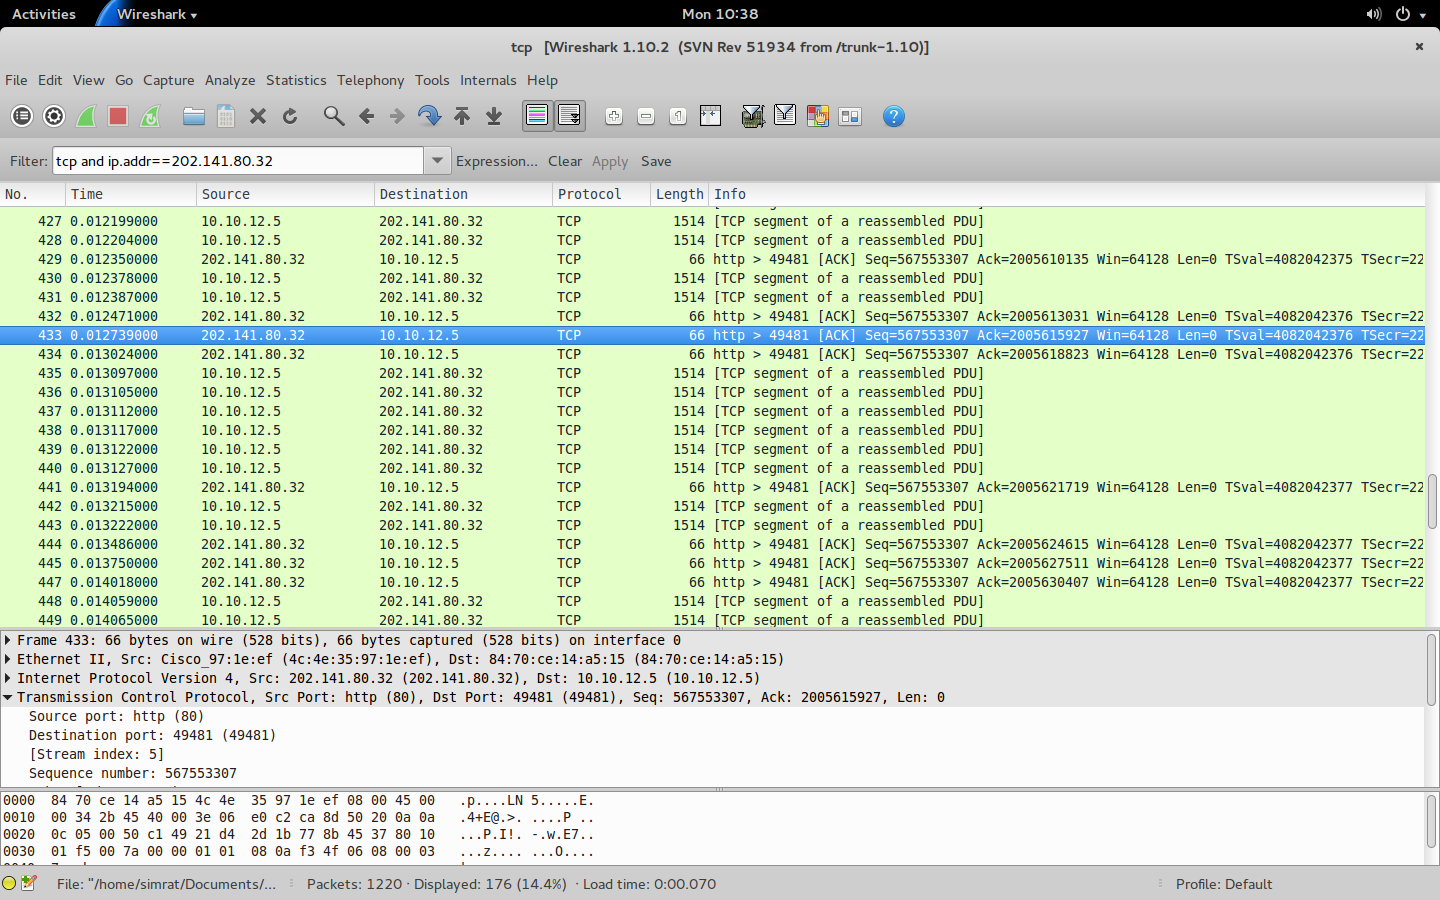 Activities Wireshark ▾ Mon 10:38
tcp [Wireshark 1.10.2 (SVN Rev 51934 from /trunk-1.10)]
File Edit View Go Capture Analyze Statistics Telephony Tools Internals Help
Filter: tcp and ip.addr==202.141.80.32 Expression... Clear Apply Save
No. Time Source Destination Protocol Length Info
427 0.012199000 10.10.12.5 202.141.80.32 TCP 1514 [TCP segment of a reassembled PDU]
428 0.012204000 10.10.12.5 202.141.80.32 TCP 1514 [TCP segment of a reassembled PDU]
429 0.012350000 202.141.80.32 10.10.12.5 TCP 66 http > 49481 [ACK] Seq=567553307 Ack=2005610135 Win=64128 Len=0 TSval=4082042375 TSecr=22
430 0.012378000 10.10.12.5 202.141.80.32 TCP 1514 [TCP segment of a reassembled PDU]
431 0.012387000 10.10.12.5 202.141.80.32 TCP 1514 [TCP segment of a reassembled PDU]
432 0.012471000 202.141.80.32 10.10.12.5 TCP 66 http > 49481 [ACK] Seq=567553307 Ack=2005613031 Win=64128 Len=0 TSval=4082042376 TSecr=22
433 0.012739000 202.141.80.32 10.10.12.5 TCP 66 http > 49481 [ACK] Seq=567553307 Ack=2005615927 Win=64128 Len=0 TSval=4082042376 TSecr=22
434 0.013024000 202.141.80.32 10.10.12.5 TCP 66 http > 49481 [ACK] Seq=567553307 Ack=2005618823 Win=64128 Len=0 TSval=4082042376 TSecr=22
435 0.013097000 10.10.12.5 202.141.80.32 TCP 1514 [TCP segment of a reassembled PDU]
436 0.013105000 10.10.12.5 202.141.80.32 TCP 1514 [TCP segment of a reassembled PDU]
437 0.013112000 10.10.12.5 202.141.80.32 TCP 1514 [TCP segment of a reassembled PDU]
438 0.013117000 10.10.12.5 202.141.80.32 TCP 1514 [TCP segment of a reassembled PDU]
439 0.013122000 10.10.12.5 202.141.80.32 TCP 1514 [TCP segment of a reassembled PDU]
440 0.013127000 10.10.12.5 202.141.80.32 TCP 1514 [TCP segment of a reassembled PDU]
441 0.013194000 202.141.80.32 10.10.12.5 TCP 66 http > 49481 [ACK] Seq=567553307 Ack=2005621719 Win=64128 Len=0 TSval=4082042377 TSecr=22
442 0.013215000 10.10.12.5 202.141.80.32 TCP 1514 [TCP segment of a reassembled PDU]
443 0.013222000 10.10.12.5 202.141.80.32 TCP 1514 [TCP segment of a reassembled PDU]
444 0.013486000 202.141.80.32 10.10.12.5 TCP 66 http > 49481 [ACK] Seq=567553307 Ack=2005624615 Win=64128 Len=0 TSval=4082042377 TSecr=22
445 0.013750000 202.141.80.32 10.10.12.5 TCP 66 http > 49481 [ACK] Seq=567553307 Ack=2005627511 Win=64128 Len=0 TSval=4082042377 TSecr=22
447 0.014018000 202.141.80.32 10.10.12.5 TCP 66 http > 49481 [ACK] Seq=567553307 Ack=2005630407 Win=64128 Len=0 TSval=4082042377 TSecr=22
448 0.014059000 10.10.12.5 202.141.80.32 TCP 1514 [TCP segment of a reassembled PDU]
449 0.014065000 10.10.12.5 202.141.80.32 TCP 1514 [TCP segment of a reassembled PDU]
Frame 433: 66 bytes on wire (528 bits), 66 bytes captured (528 bits) on interface 0
Ethernet II, Src: Cisco_97:1e:ef (4c:4e:35:97:1e:ef), Dst: 84:70:ce:14:a5:15 (84:70:ce:14:a5:15)
Internet Protocol Version 4, Src: 202.141.80.32 (202.141.80.32), Dst: 10.10.12.5 (10.10.12.5)
Transmission Control Protocol, Src Port: http (80), Dst Port: 49481 (49481), Seq: 567553307, Ack: 2005615927, Len: 0
Source port: http (80)
Destination port: 49481 (49481)
[Stream index: 5]
Sequence number: 567553307
0000 84 70 ce 14 a5 15 4c 4e 35 97 1e ef 08 00 45 00 .p....LN 5.....E.
0010 00 34 2b 45 40 00 3e 06 e0 c2 ca 8d 50 20 0a 0a .4+E@.>. ....P ..
0020 0c 05 00 50 c1 49 21 d4 2d 1b 77 8b 45 37 80 10 ...P.I!. -.w.E7..
0030 01 f5 00 7a 00 00 01 01 08 0a f3 4f 06 08 00 03 ...z.... ...O....
File: "/home/simrat/Documents/... Packets: 1220 · Displayed: 176 (14.4%) · Load time: 0:00.070 Profile: Default